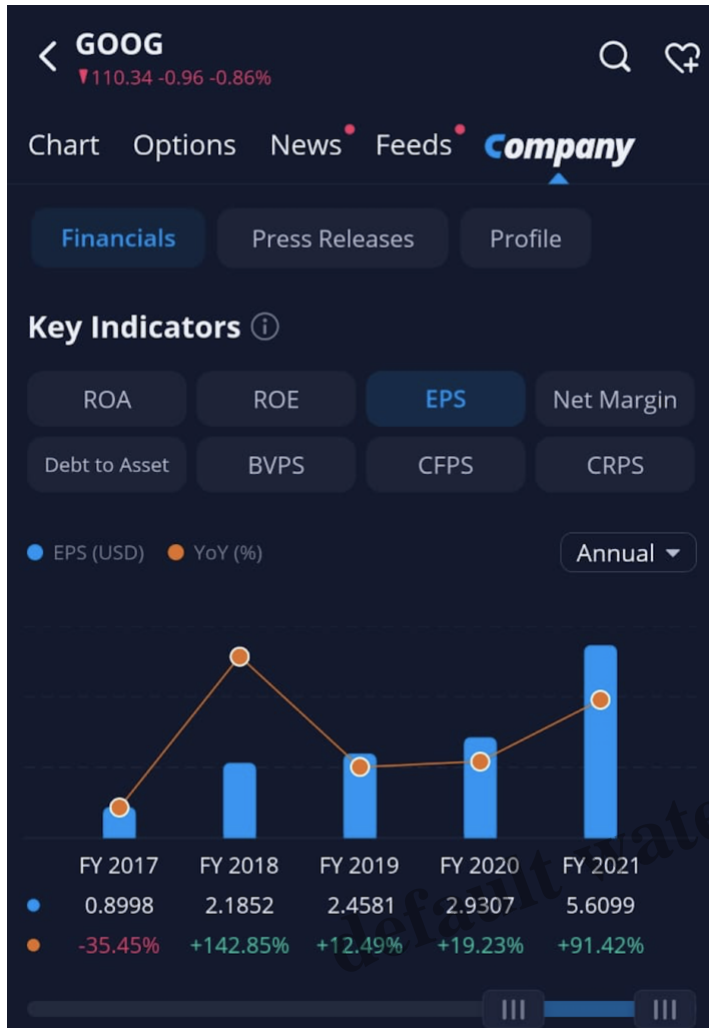 GOOG
▼110.34 -0.96 -0.86%
Chart Options News Feeds Company
Financials Press Releases Profile
Key Indicators
ROA ROE EPS Net Margin
Debt to Asset BVPS CFPS CRPS
EPS (USD) YoY (%) Annual
FY 2017 FY 2018 FY 2019 FY 2020 FY 2021
0.8998 2.1852 2.4581 2.9307 5.6099
-35.45% +142.85% +12.49% +19.23% +91.42%
default wate